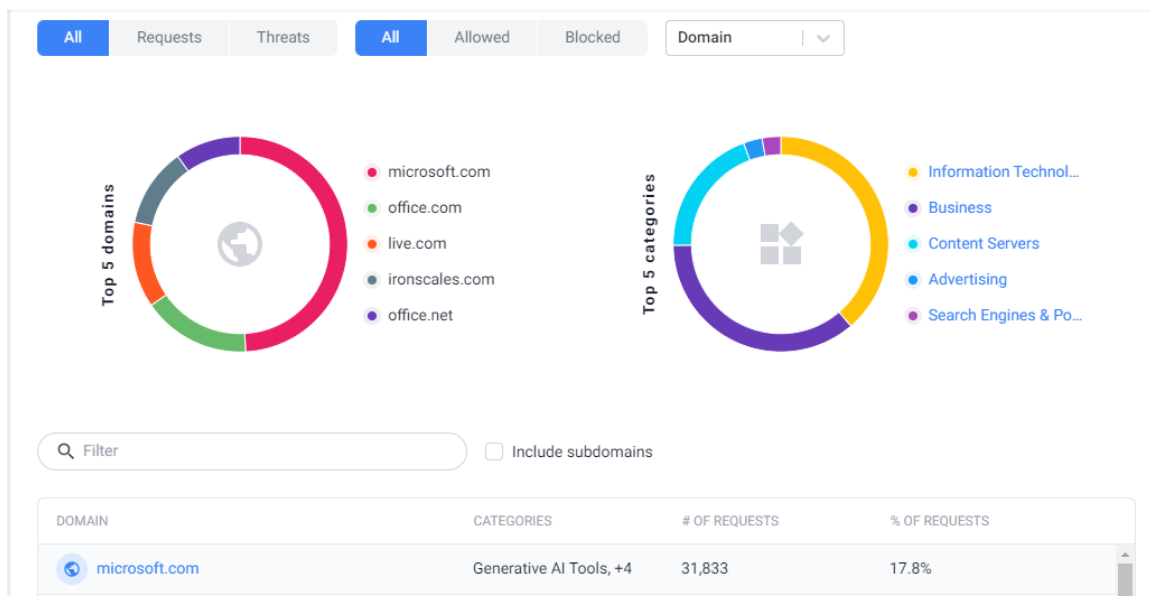 All Requests Threats All Allowed Blocked Domain
Top 5 domains
microsoft.com
office.com
live.com
ironscales.com
office.net
Top 5 categories
Information Technol...
Business
Content Servers
Advertising
Search Engines & Po...
Filter Include subdomains
DOMAIN CATEGORIES # OF REQUESTS % OF REQUESTS
microsoft.com Generative AI Tools, +4 31,833 17.8%